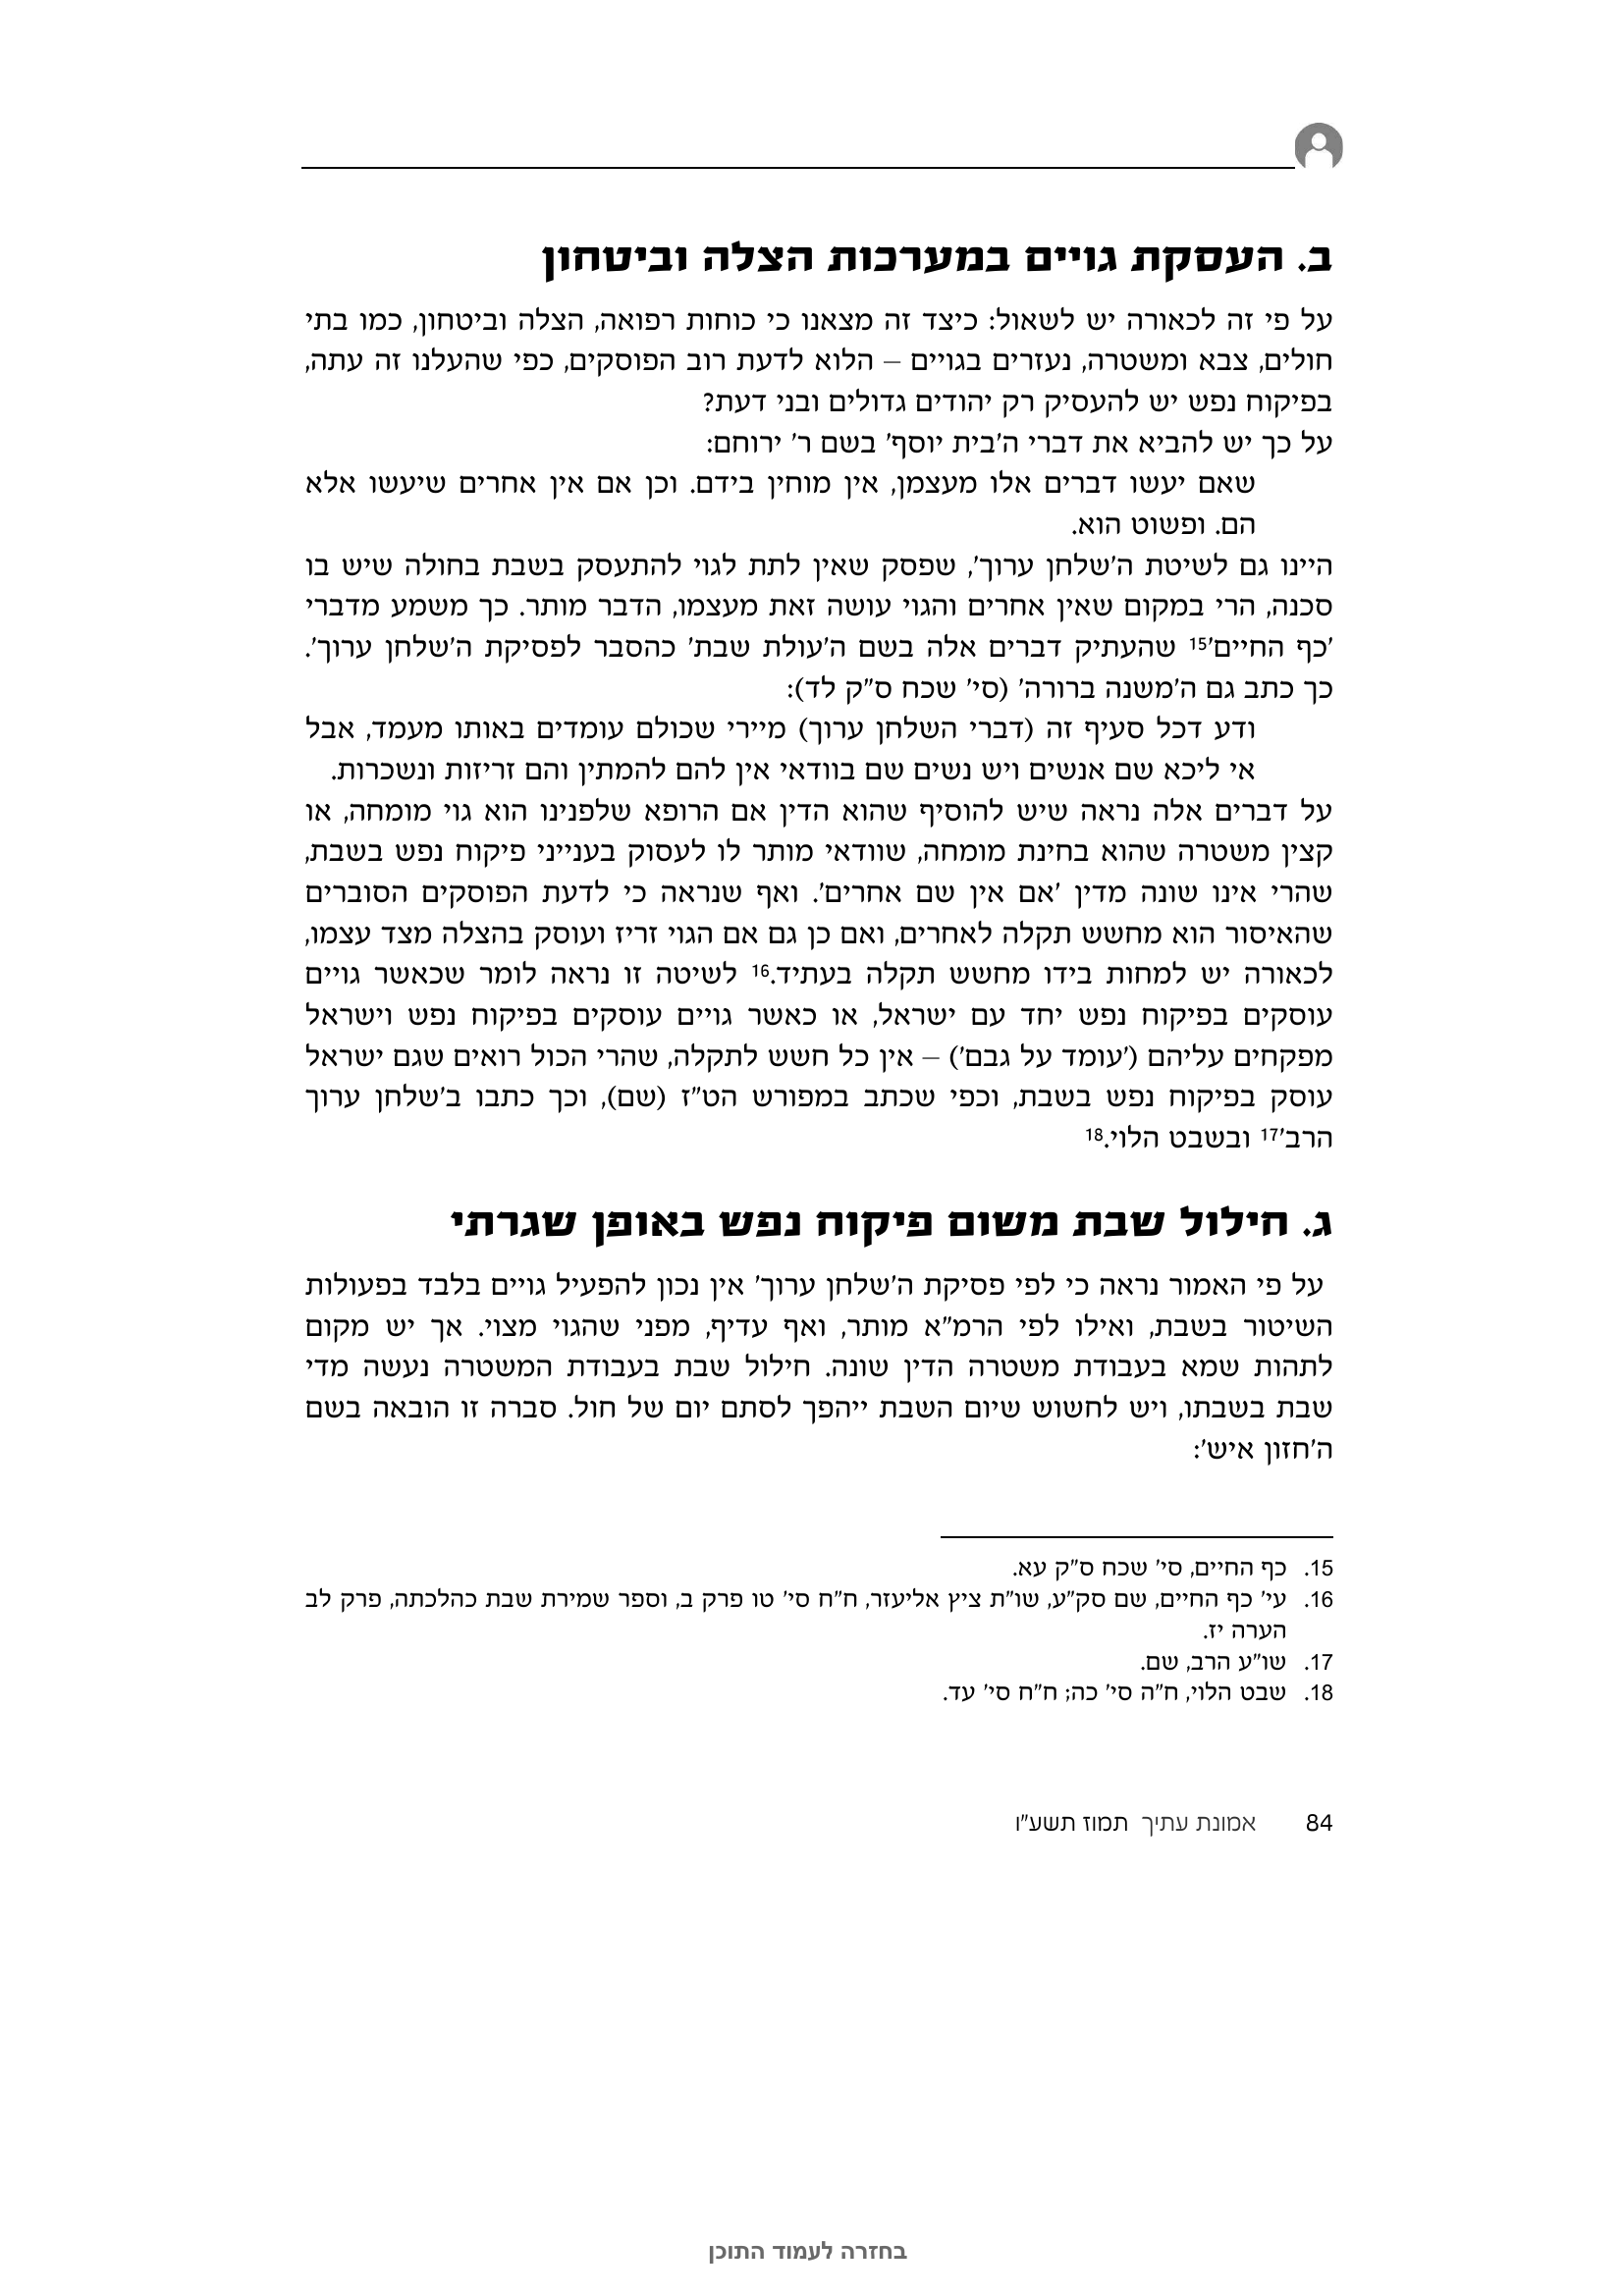 ב. העסקת גויים במערכות הצלה וביטחון
על פי זה לכאורה יש לשאול: כיצד זה מצאנו כי כוחות רפואה, הצלה וביטחון, כמו בתי
חולים, צבא ומשטרה, נעזרים בגויים – הלוא לדעת רוב הפוסקים, כפי שהעלנו זה עתה,
בפיקוח נפש יש להעסיק רק יהודים גדולים ובני דעת?
על כך יש להביא את דברי ה'בית יוסף' בשם ר' ירוחם:
שאם יעשו דברים אלו מעצמן, אין מוחין בידם. וכן אם אין אחרים שיעשו אלא
הם. ופשוט הוא.
היינו גם לשיטת ה'שלחן ערוך', שפסק שאין לתת לגוי להתעסק בשבת בחולה שיש בו
סכנה, הרי במקום שאין אחרים והגוי עושה זאת מעצמו, הדבר מותר. כך משמע מדברי
'כף החיים'15 שהעתיק דברים אלה בשם ה'עולת שבת' כהסבר לפסיקת ה'שלחן ערוך'.
כך כתב גם ה'משנה ברורה' (סי' שכח ס"ק לד):
ודע דכל סעיף זה (דברי השלחן ערוך) מיירי שכולם עומדים באותו מעמד, אבל
אי ליכא שם אנשים ויש נשים שם בוודאי אין להם להמתין והם זריזות ונשכרות.
על דברים אלה נראה שיש להוסיף שהוא הדין אם הרופא שלפנינו הוא גוי מומחה, או
קצין משטרה שהוא בחינת מומחה, שוודאי מותר לו לעסוק בענייני פיקוח נפש בשבת,
שהרי אינו שונה מדין 'אם אין שם אחרים'. ואף שנראה כי לדעת הפוסקים הסוברים
שהאיסור הוא מחשש תקלה לאחרים, ואם כן גם אם הגוי זריז ועוסק בהצלה מצד עצמו,
לכאורה יש למחות בידו מחשש תקלה בעתיד.16 לשיטה זו נראה לומר שכאשר גויים
עוסקים בפיקוח נפש יחד עם ישראל, או כאשר גויים עוסקים בפיקוח נפש וישראל
מפקחים עליהם ('עומד על גבם') – אין כל חשש לתקלה, שהרי הכול רואים שגם ישראל
עוסק בפיקוח נפש בשבת, וכפי שכתב במפורש הט"ז (שם), וכך כתבו ב'שלחן ערוך
הרב'17 ובשבט הלוי.18
ג. חילול שבת משום פיקוח נפש באופן שגרתי
על פי האמור נראה כי לפי פסיקת ה'שלחן ערוך' אין נכון להפעיל גויים בלבד בפעולות
השיטור בשבת, ואילו לפי הרמ"א מותר, ואף עדיף, מפני שהגוי מצוי. אך יש מקום
לתהות שמא בעבודת משטרה הדין שונה. חילול שבת בעבודת המשטרה נעשה מדי
שבת בשבתו, ויש לחשוש שיום השבת ייהפך לסתם יום של חול. סברה זו הובאה בשם
ה'חזון איש':
15. כף החיים, סי' שכח ס"ק עא.
16. עי' כף החיים, שם סק"ע, שו"ת ציץ אליעזר, ח"ח סי' טו פרק ב, וספר שמירת שבת כהלכתה, פרק לב
הערה יז.
17. שו"ע הרב, שם.
18. שבט הלוי, ח"ה סי' כה; ח"ח סי' עד.
84 אמונת עתיך תמוז תשע"ו
בחזרה לעמוד התוכן